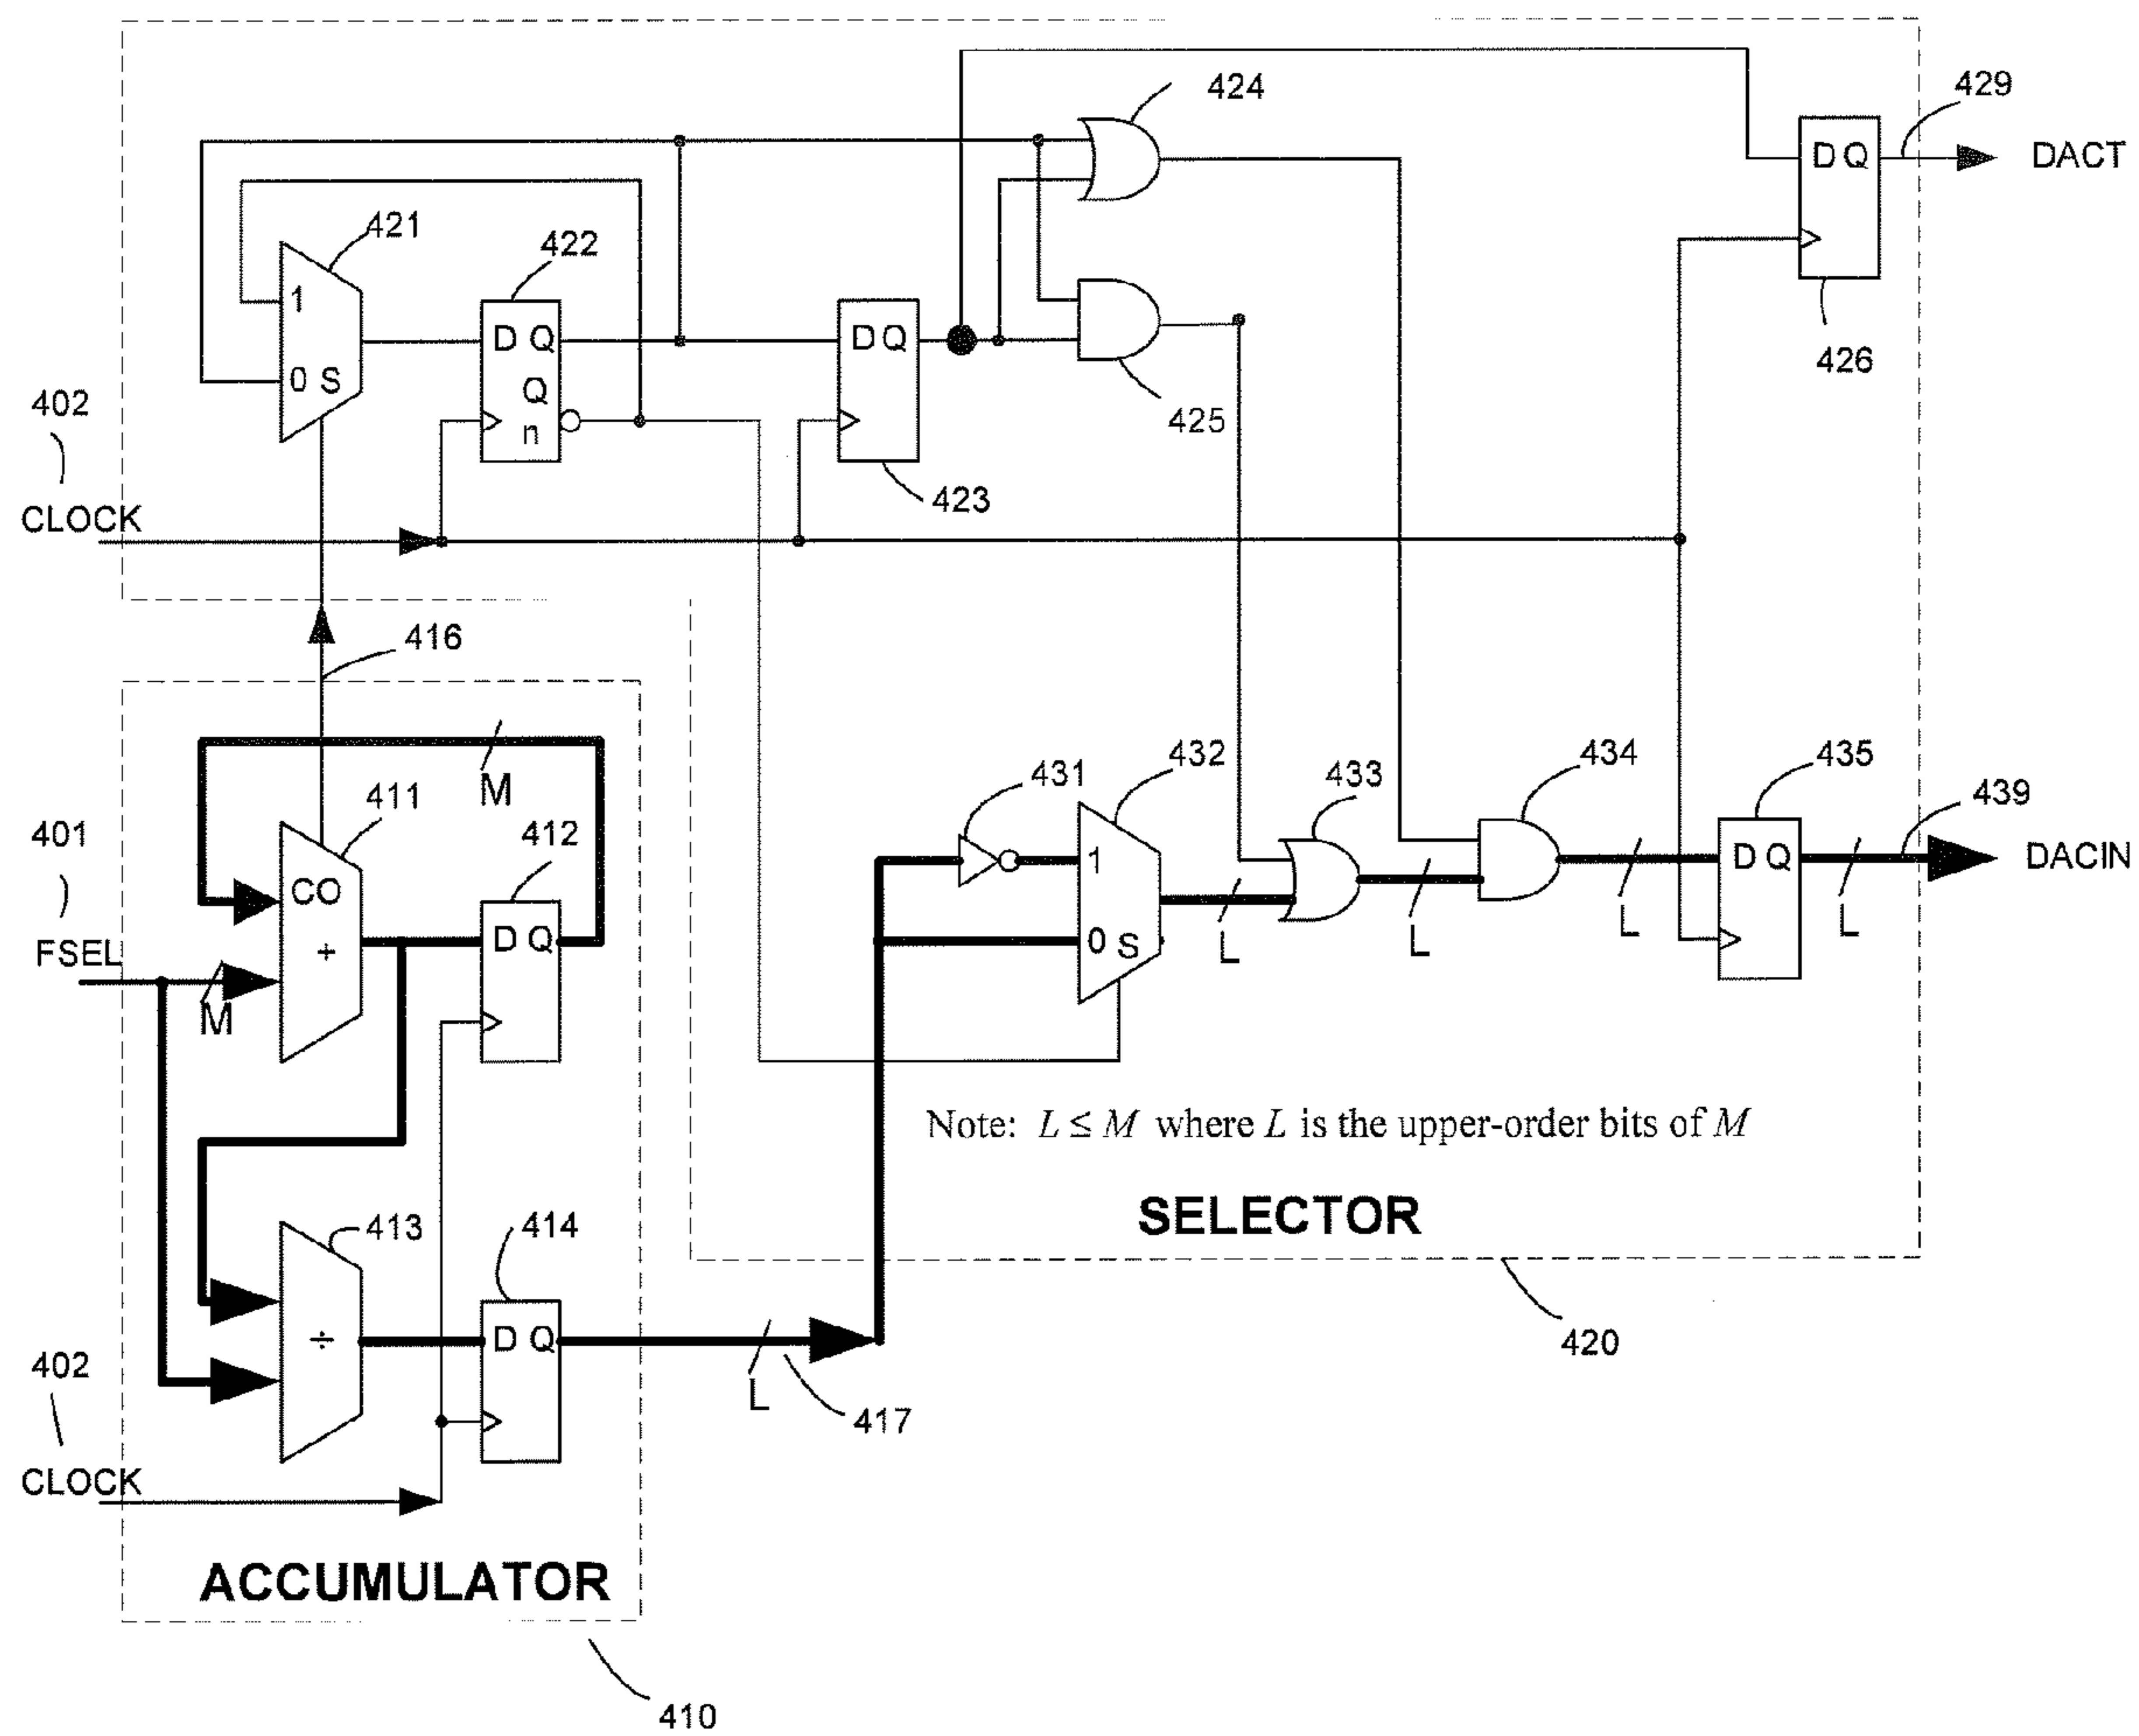 424
429
D Q
DACT
421
422
1
D Q
Q
n
D Q
0 S
426
402
425
423
CLOCK
416
M
411
431
432
433
434
435
439
401
412
CO
+
1
D Q
DACIN
FSEL
D Q
0 S
L
L
L
L
M
Note: L ≤ M where L is the upper-order bits of M
SELECTOR
413
414
÷
D Q
420
402
L
417
CLOCK
ACCUMULATOR
410